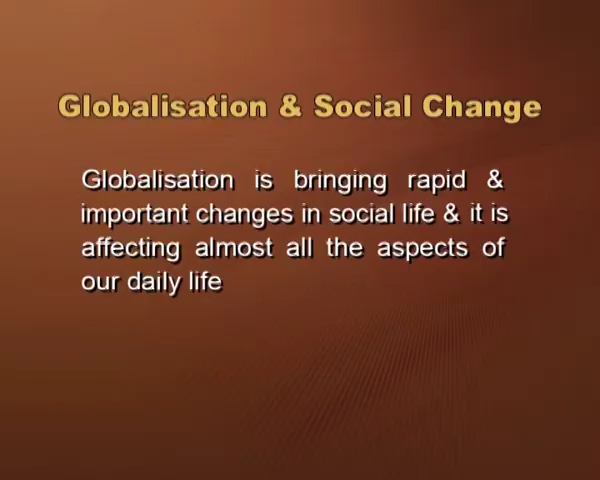 Globalisation & Social Change
Globalisation is bringing rapid &
important changes in social life & it is
affecting almost all the aspects of
our daily life